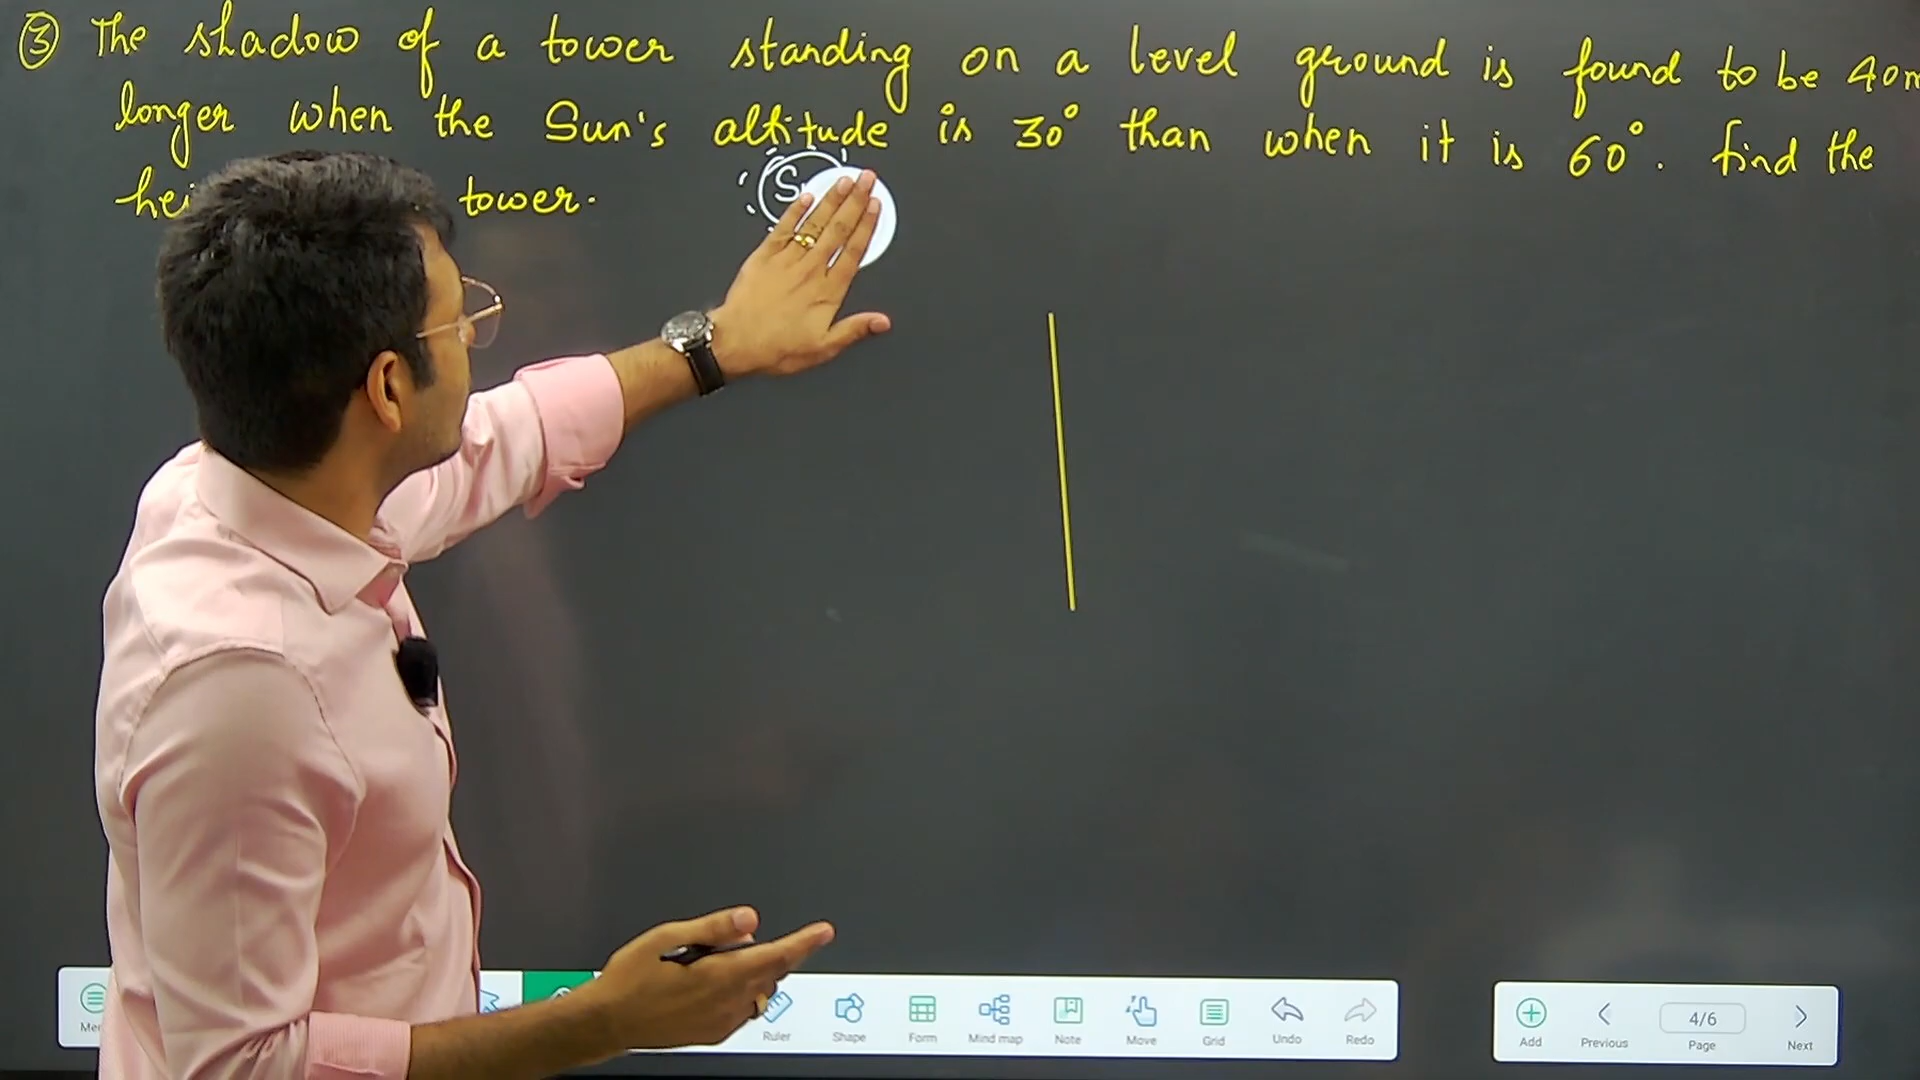 ③ The shadow of a tower standing on a level ground is found to be 40m
longer when the Sun's altitude is 30° than when it is 60°. find the
tower.
Ruler
Shape
Form
Mind map
Note
Move
Grid
Undo
Redo
Add
Previous
4/6
Page
Next